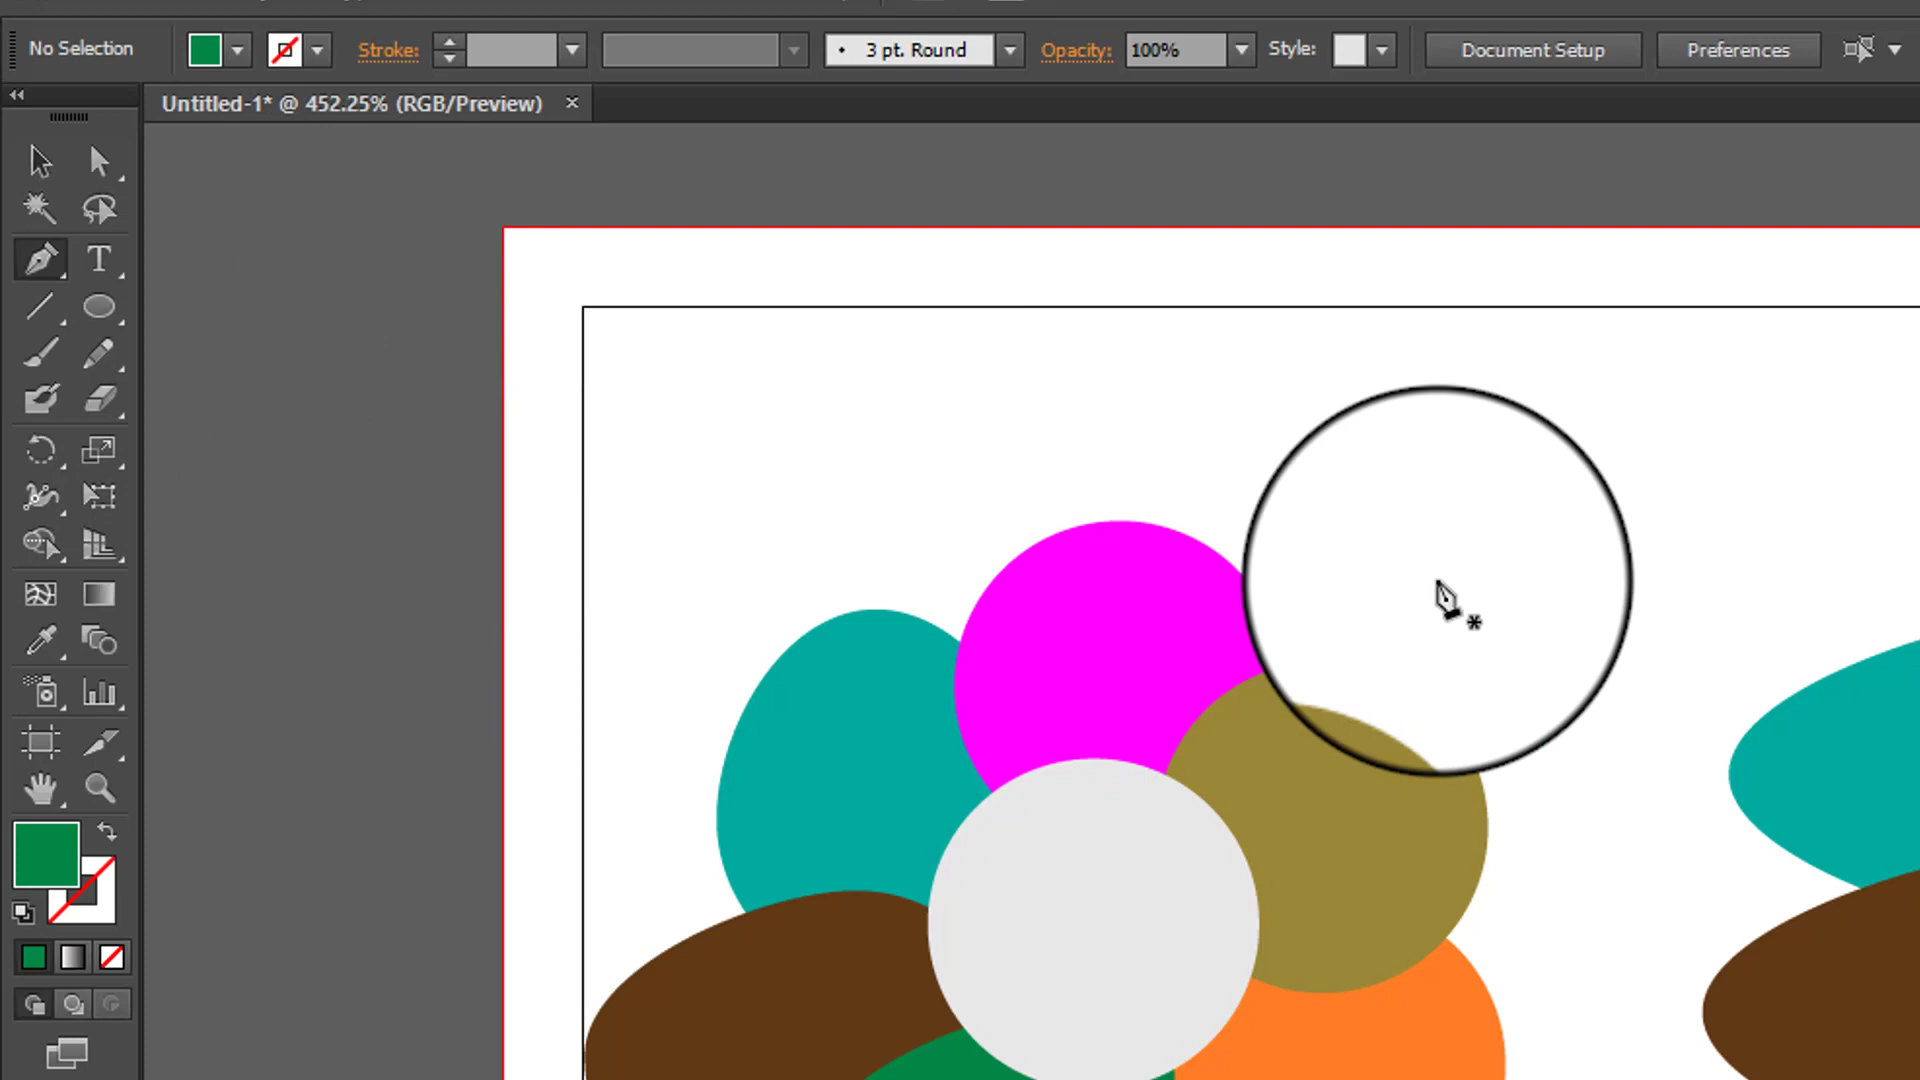 No Selection
Stroke:
3 pt. Round
Opacity: 100%
Style:
Document Setup
Preferences
Untitled-1* @ 452.25% (RGB/Preview)